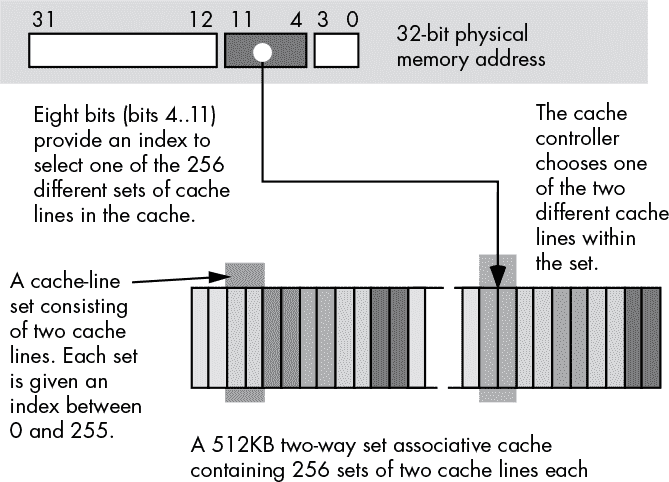 31 12 11 4 3 0
32-bit physical
memory address
Eight bits (bits 4..11)
provide an index to
select one of the 256
different sets of cache
lines in the cache.
The cache
controller
chooses one
of the two
different cache
lines within
the set.
A cache-line
set consisting
of two cache
lines. Each set
is given an
index between
0 and 255.
A 512KB two-way set associative cache
containing 256 sets of two cache lines each